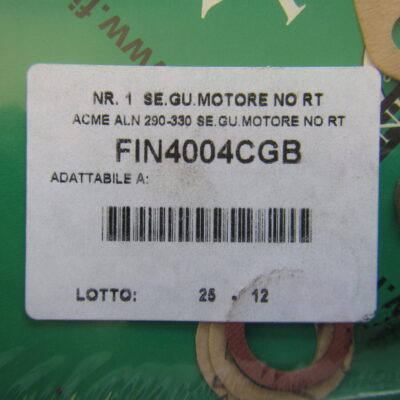 NR. 1 SE.GU.MOTORE NO RT
ACME ALN 290-330 SE.GU.MOTORE NO RT
FIN4004CGB
ADATTABILE A:
LOTTO: 25 - 12